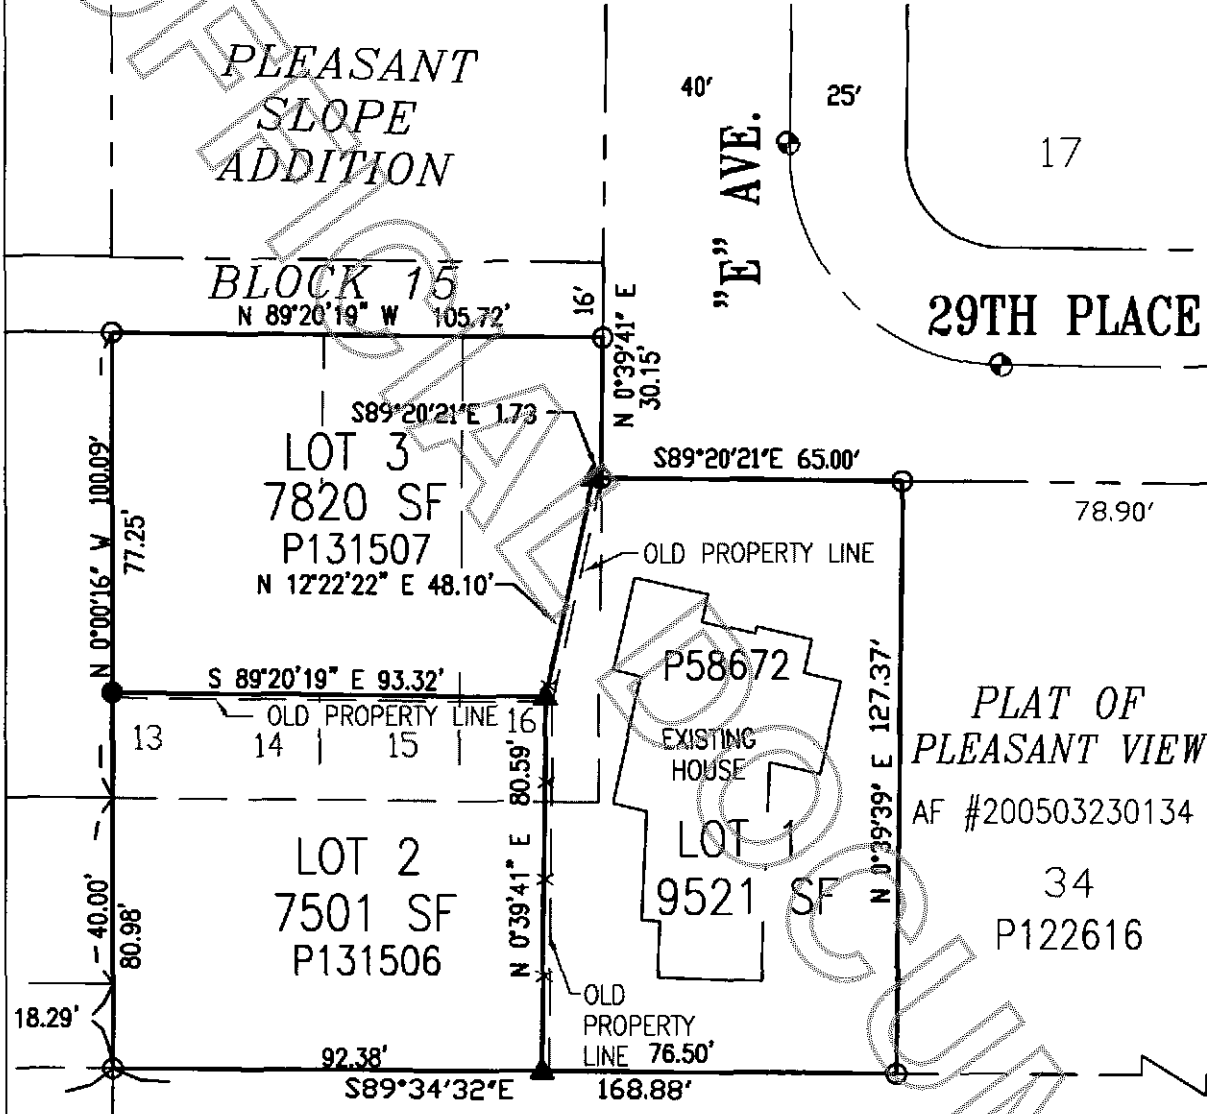 PLEASANT
SLOPE
ADDITION
40'
25'
"E" AVE.
17
BLOCK 15
N 89°20'19" W 105.72'
16'
N 0°39'41" E
30.15'
29TH PLACE
S89°20'21"E 1.73
S89°20'21"E 65.00'
78.90'
LOT 3
7820 SF
P131507
N 0°00'16" W 100.09'
77.25'
OLD PROPERTY LINE
N 12°22'22" E 48.10'
P58672
EXISTING
HOUSE
LOT 1
9521 SF
N 0°39'39" E 127.37'
PLAT OF
PLEASANT VIEW
AF #200503230134
34
P122616
S 89°20'19" E 93.32'
OLD PROPERTY LINE
13
14
15
16
LOT 2
7501 SF
P131506
N 0°39'41" E 80.59'
40.00'
80.98'
18.29'
OLD
PROPERTY
LINE
76.50'
92.38'
S89°34'32"E 168.88'
OFFICIAL DOCUM